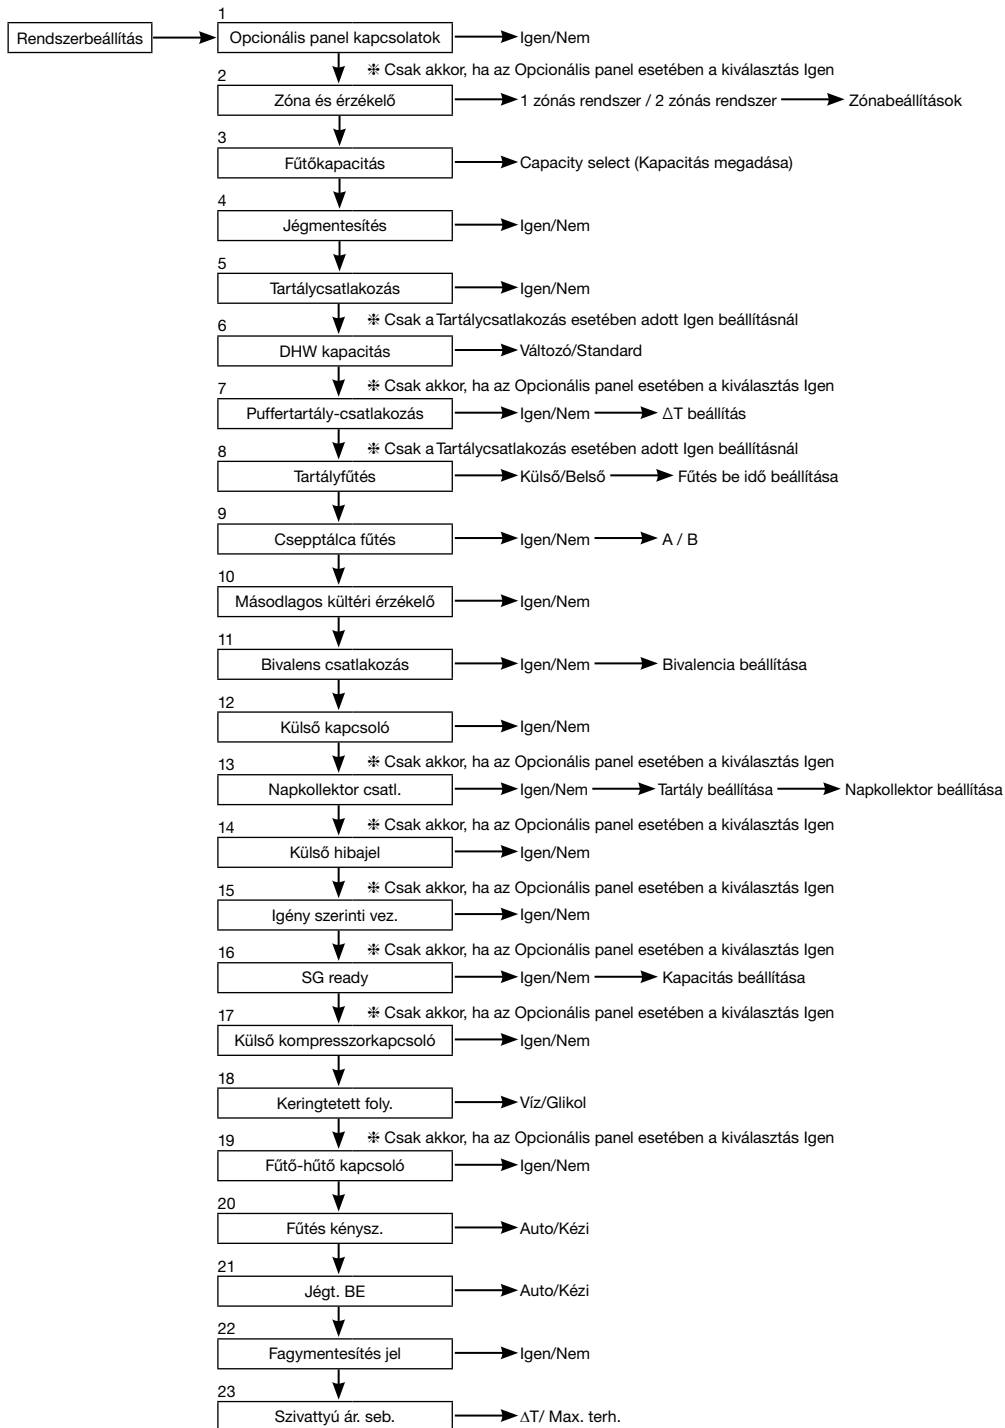 1
Rendszerbeállítás Opcionális panel kapcsolatok Igen/Nem
❉ Csak akkor, ha az Opcionális panel esetében a kiválasztás Igen
2
Zóna és érzékelő 1 zónás rendszer / 2 zónás rendszer Zónabeállítások
3
Fűtőkapacitás Capacity select (Kapacitás megadása)
4
Jégmentesítés Igen/Nem
5
Tartálycsatlakozás Igen/Nem
❉ Csak a Tartálycsatlakozás esetében adott Igen beállításnál
6
DHW kapacitás Változó/Standard
❉ Csak akkor, ha az Opcionális panel esetében a kiválasztás Igen
7
Puffertartály-csatlakozás Igen/Nem ΔT beállítás
❉ Csak a Tartálycsatlakozás esetében adott Igen beállításnál
8
Tartályfűtés Külső/Belső Fűtés be idő beállítása
9
Csepptálca fűtés Igen/Nem A / B
10
Másodlagos kültéri érzékelő Igen/Nem
11
Bivalens csatlakozás Igen/Nem Bivalencia beállítása
12
Külső kapcsoló Igen/Nem
❉ Csak akkor, ha az Opcionális panel esetében a kiválasztás Igen
13
Napkollektor csatl. Igen/Nem Tartály beállítása Napkollektor beállítása
❉ Csak akkor, ha az Opcionális panel esetében a kiválasztás Igen
14
Külső hibajel Igen/Nem
❉ Csak akkor, ha az Opcionális panel esetében a kiválasztás Igen
15
Igény szerinti vez. Igen/Nem
❉ Csak akkor, ha az Opcionális panel esetében a kiválasztás Igen
16
SG ready Igen/Nem Kapacitás beállítása
❉ Csak akkor, ha az Opcionális panel esetében a kiválasztás Igen
17
Külső kompresszorkapcsoló Igen/Nem
18
Keringtetett foly. Víz/Glikol
❉ Csak akkor, ha az Opcionális panel esetében a kiválasztás Igen
19
Fűtő-hűtő kapcsoló Igen/Nem
20
Fűtés kénysz. Auto/Kézi
21
Jégt. BE Auto/Kézi
22
Fagymentesítés jel Igen/Nem
23
Szivattyú ár. seb. ΔT/ Max. terh.